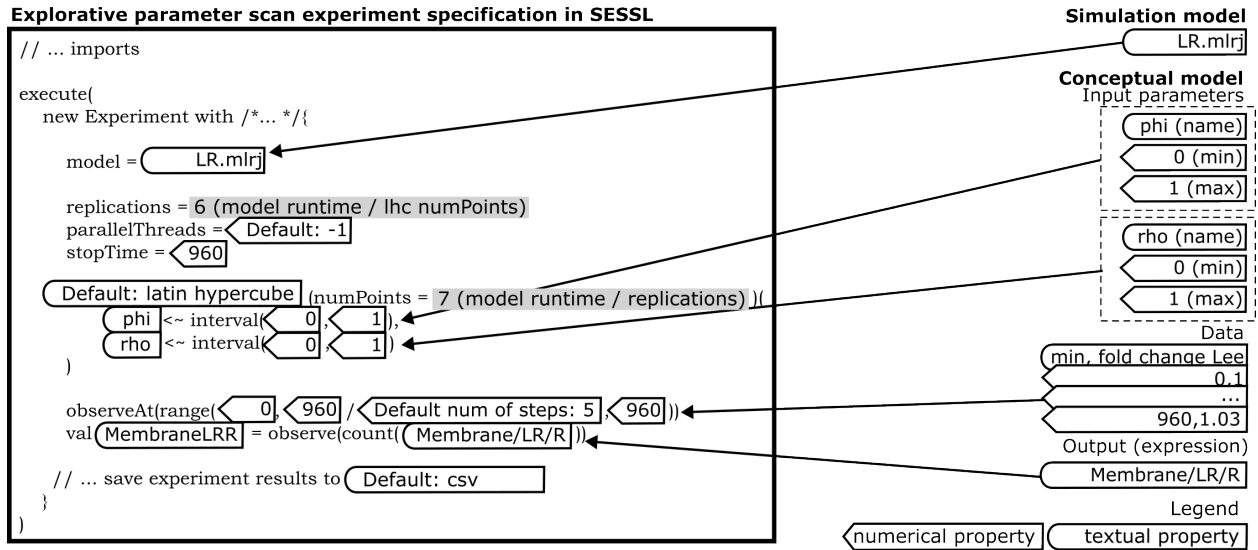 Explorative parameter scan experiment specification in SESSL
// ... imports
execute(
new Experiment with /*... */{
model = LR.mlrj
replications = 6 (model runtime / lhc numPoints)
parallelThreads = Default: -1
stopTime = 960
Default: latin hypercube (numPoints = 7 (model runtime / replications) )(
phi <~ interval( 0 , 1 ),
rho <~ interval( 0 , 1 )
)
observeAt(range( 0, 960 / Default num of steps: 5 , 960 ))
val MembraneLRR = observe(count( Membrane/LR/R ))
// ... save experiment results to Default: csv
}
)
Simulation model
LR.mlrj
Conceptual model
Input parameters
phi (name)
0 (min)
1 (max)
rho (name)
0 (min)
1 (max)
Data
min, fold change Lee
0,1
...
960,1.03
Output (expression)
Membrane/LR/R
Legend
numerical property textual property